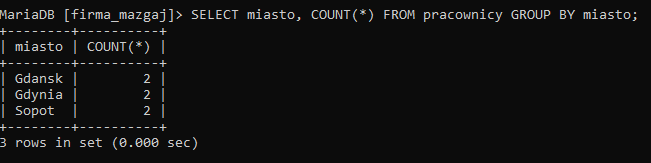 MariaDB [firma_mazgaj]> SELECT miasto, COUNT(*) FROM pracownicy GROUP BY miasto;
+--------+----------+
| miasto | COUNT(*) |
+--------+----------+
| Gdansk |        2 |
| Gdynia |        2 |
| Sopot  |        2 |
+--------+----------+
3 rows in set (0.000 sec)